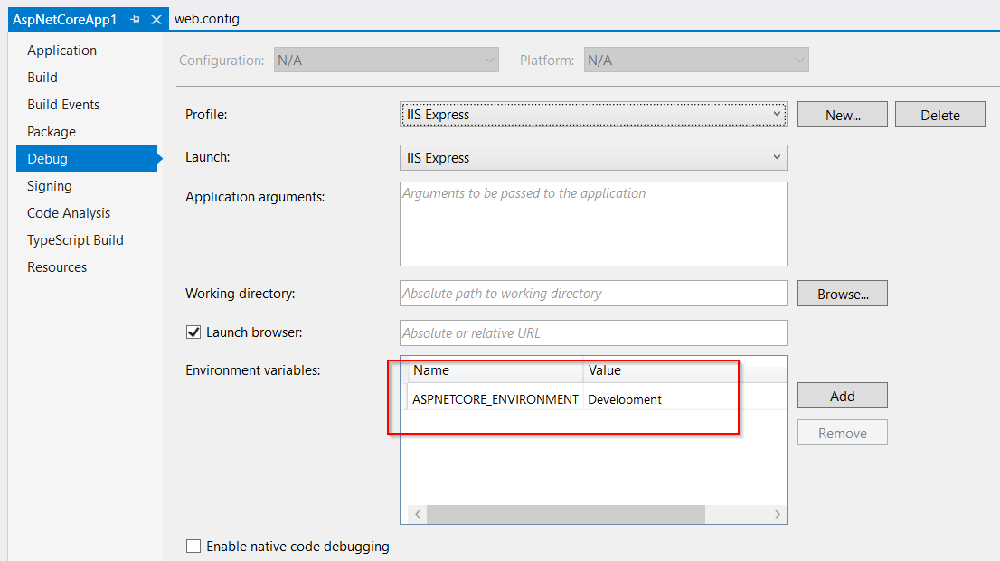 AspNetCoreApp1 web.config
Application
Build
Build Events
Package
Debug
Signing
Code Analysis
TypeScript Build
Resources
Configuration: N/A Platform: N/A
Profile: IIS Express New... Delete
Launch: IIS Express
Application arguments: Arguments to be passed to the application
Working directory: Absolute path to working directory Browse...
Launch browser: Absolute or relative URL
Environment variables: Name Value
ASPNETCORE_ENVIRONMENT Development
Add
Remove
Enable native code debugging